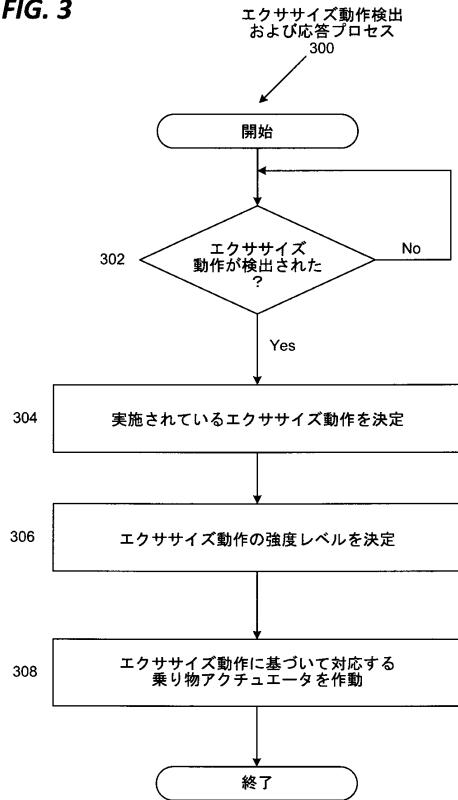 FIG. 3
エクササイズ動作検出
および応答プロセス
300
開始
302
エクササイズ
動作が検出された
?
No
Yes
304
実施されているエクササイズ動作を決定
306
エクササイズ動作の強度レベルを決定
308
エクササイズ動作に基づいて対応する
乗り物アクチュエータを作動
終了